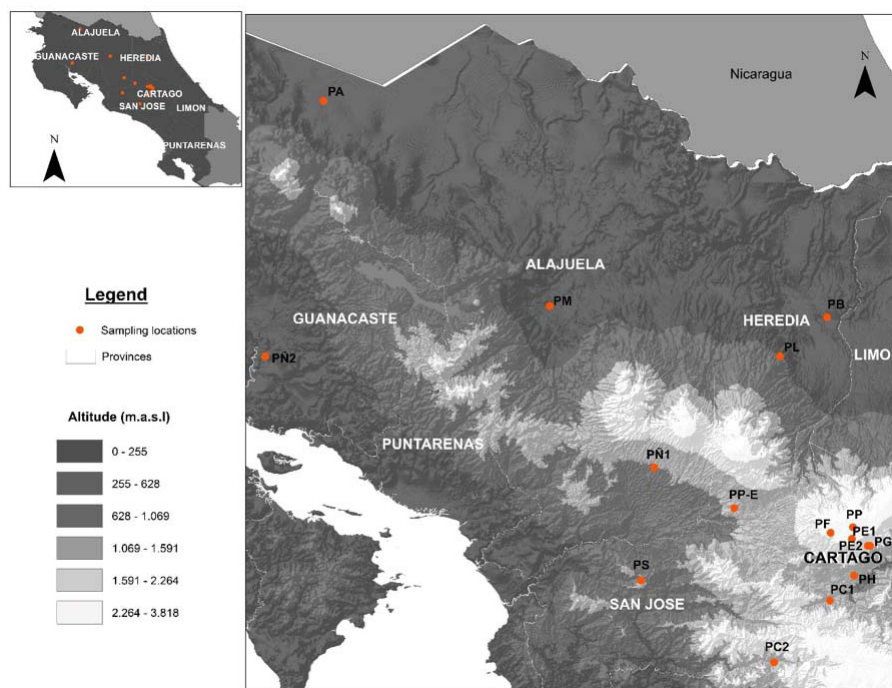 ALAJUELA
GUANACASTE
HEREDIA
CARTAGO
SAN JOSE
LIMON
PUNTARENAS
N
Legend
Sampling locations
Provinces
Altitude (m.a.s.l)
0 - 255
255 - 628
628 - 1.069
1.069 - 1.591
1.591 - 2.264
2.264 - 3.818
Nicaragua
N
PA
ALAJUELA
PM
PB
GUANACASTE
HEREDIA
PL
LIMO
PÑ2
PUNTARENAS
PÑ1
PP-E
PP
PF
PE1
PE2
PG
CARTAGO
PS
PH
SAN JOSE
PC1
PC2